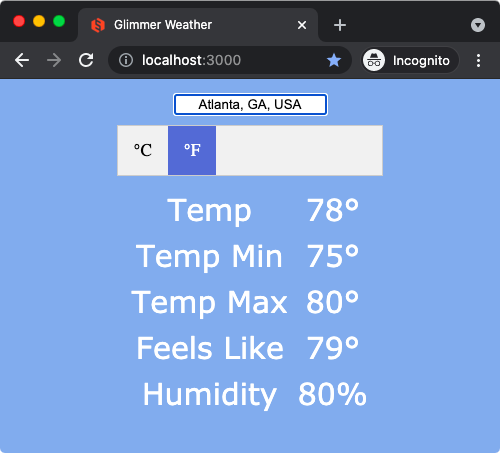 Glimmer Weather
localhost:3000
Incognito
Atlanta, GA, USA
°C °F
Temp 78°
Temp Min 75°
Temp Max 80°
Feels Like 79°
Humidity 80%